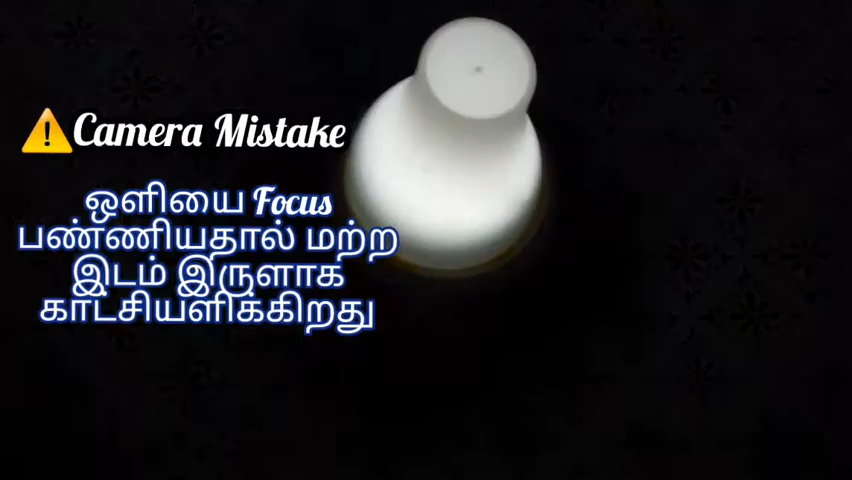 ⚠Camera Mistake
ஒளியை Focus
பண்ணியதால் மற்ற
இடம் இருளாக
காட்சியளிக்கிறது